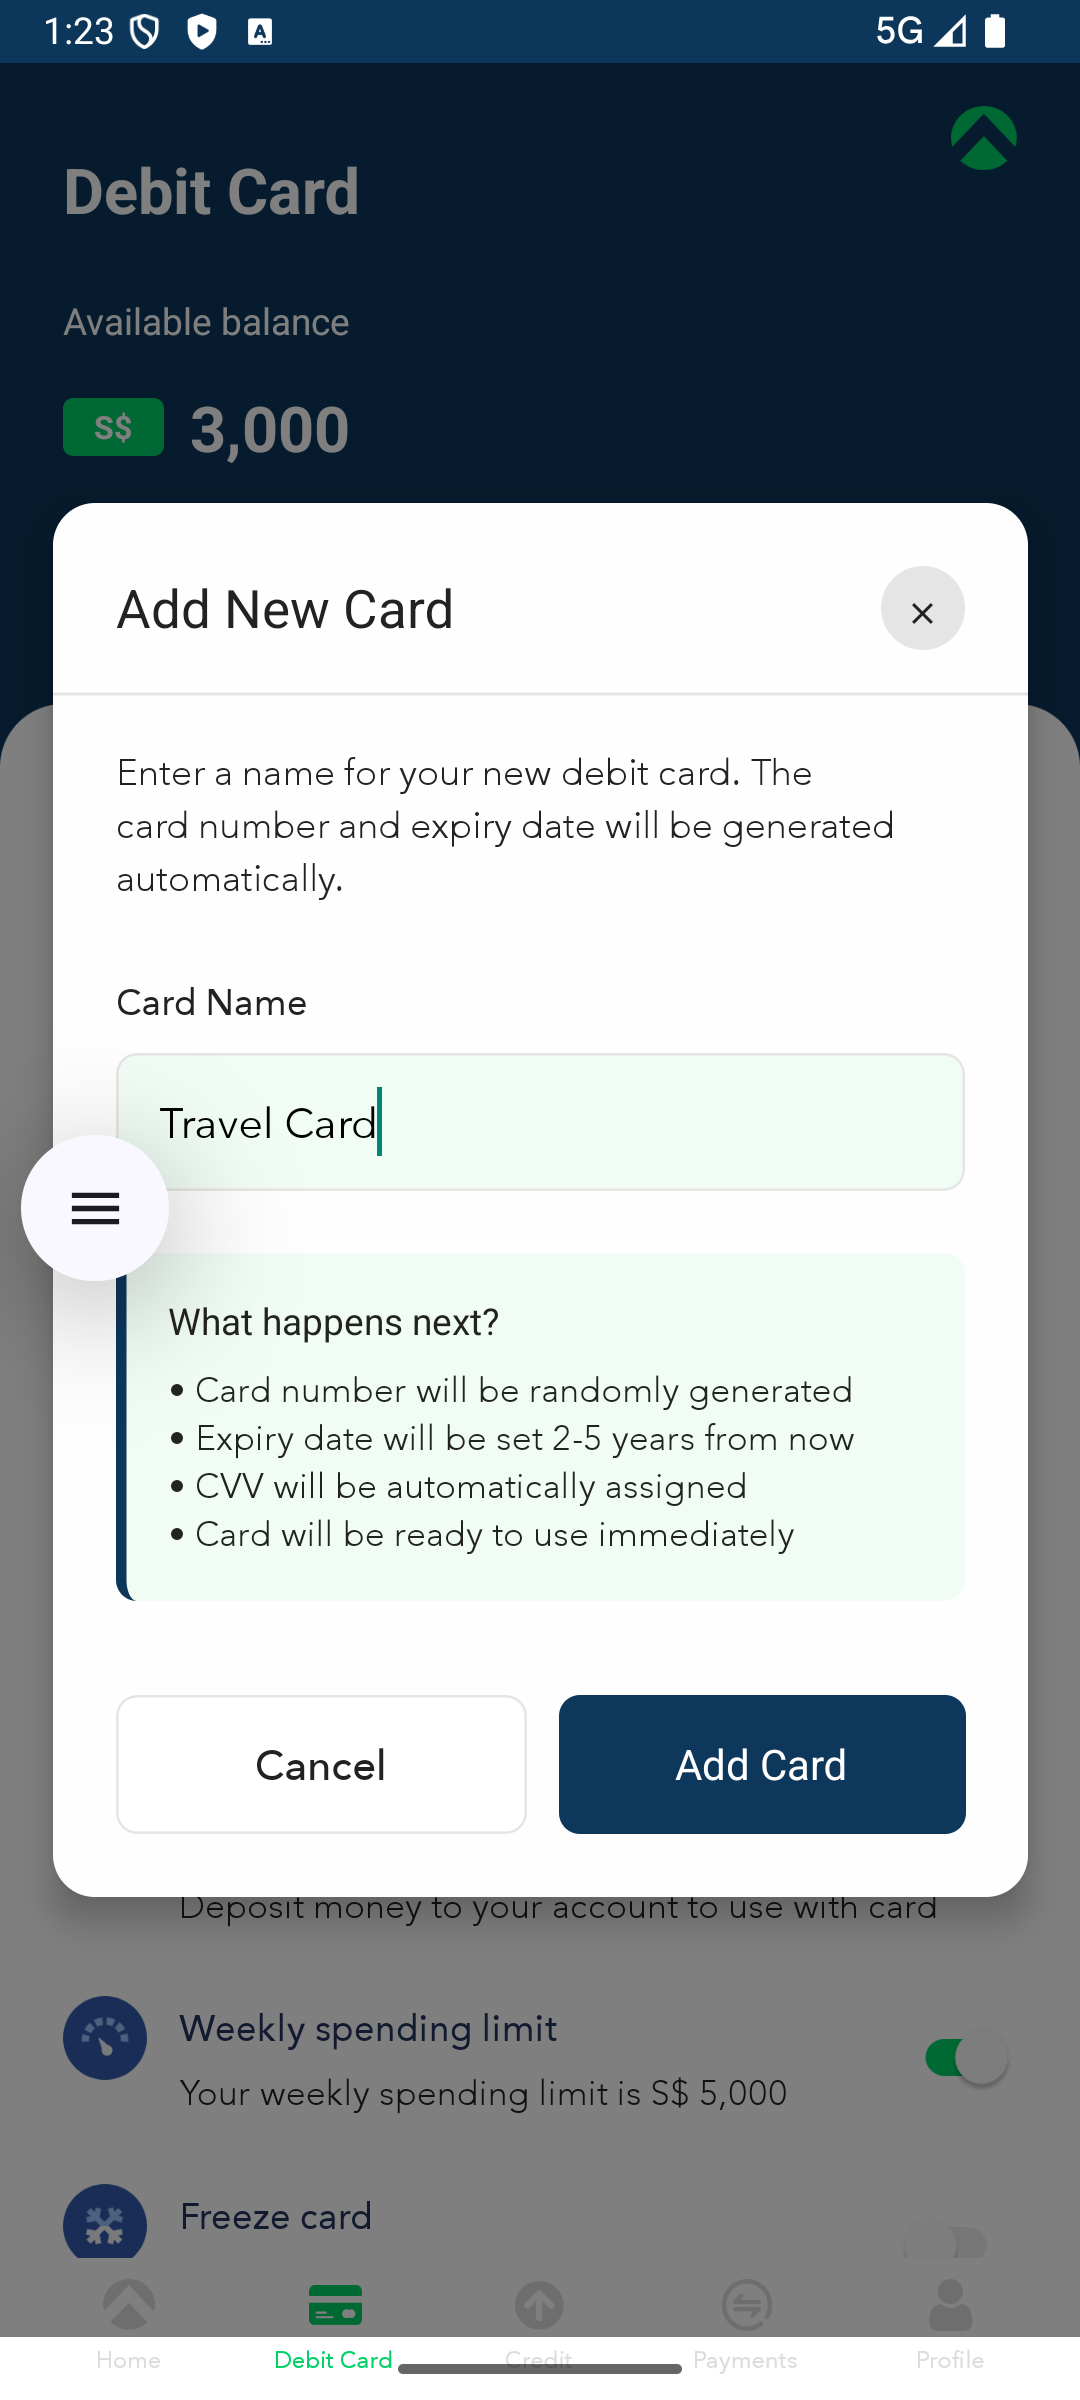 1:23
5G
Debit Card
Available balance
S$ 3,000
Add New Card
Enter a name for your new debit card. The
card number and expiry date will be generated
automatically.
Card Name
Travel Card
What happens next?
• Card number will be randomly generated
• Expiry date will be set 2-5 years from now
• CVV will be automatically assigned
• Card will be ready to use immediately
Cancel
Add Card
Deposit money to your account to use with card
Weekly spending limit
Your weekly spending limit is S$ 5,000
Freeze card
Home
Debit Card
Credit
Payments
Profile